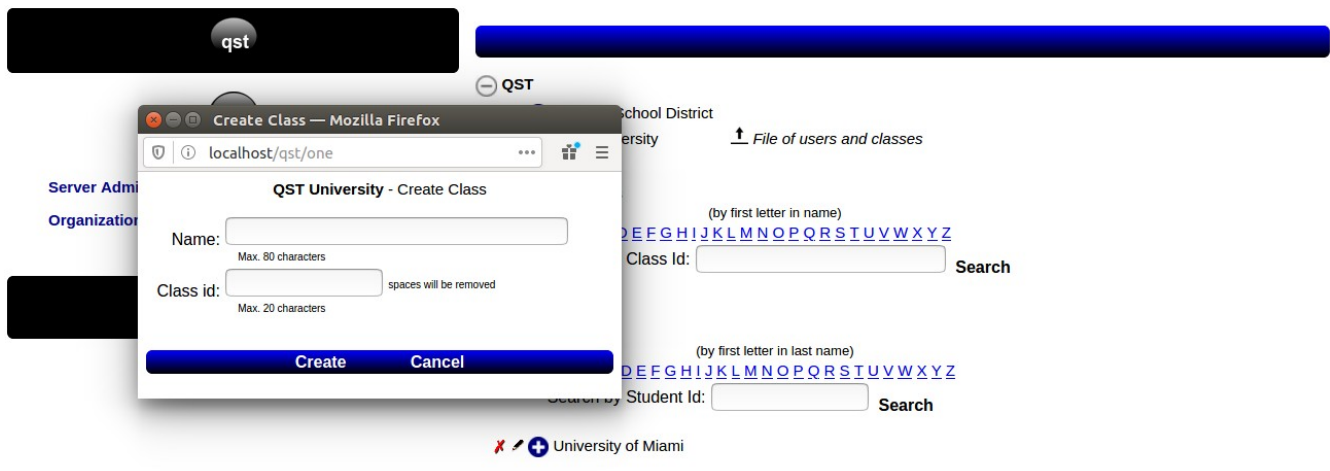 qst
QST
School District
ersity
File of users and classes
Create Class — Mozilla Firefox
localhost/qst/one
QST University - Create Class
Server Admi
Organization
Name:
Max. 80 characters
Class id:
spaces will be removed
Max. 20 characters
Create Cancel
(by first letter in name)
D E F G H I J K L M N O P Q R S T U V W X Y Z
Class Id:
Search
(by first letter in last name)
D E F G H I J K L M N O P Q R S T U V W X Y Z
Search by Student Id:
Search
University of Miami